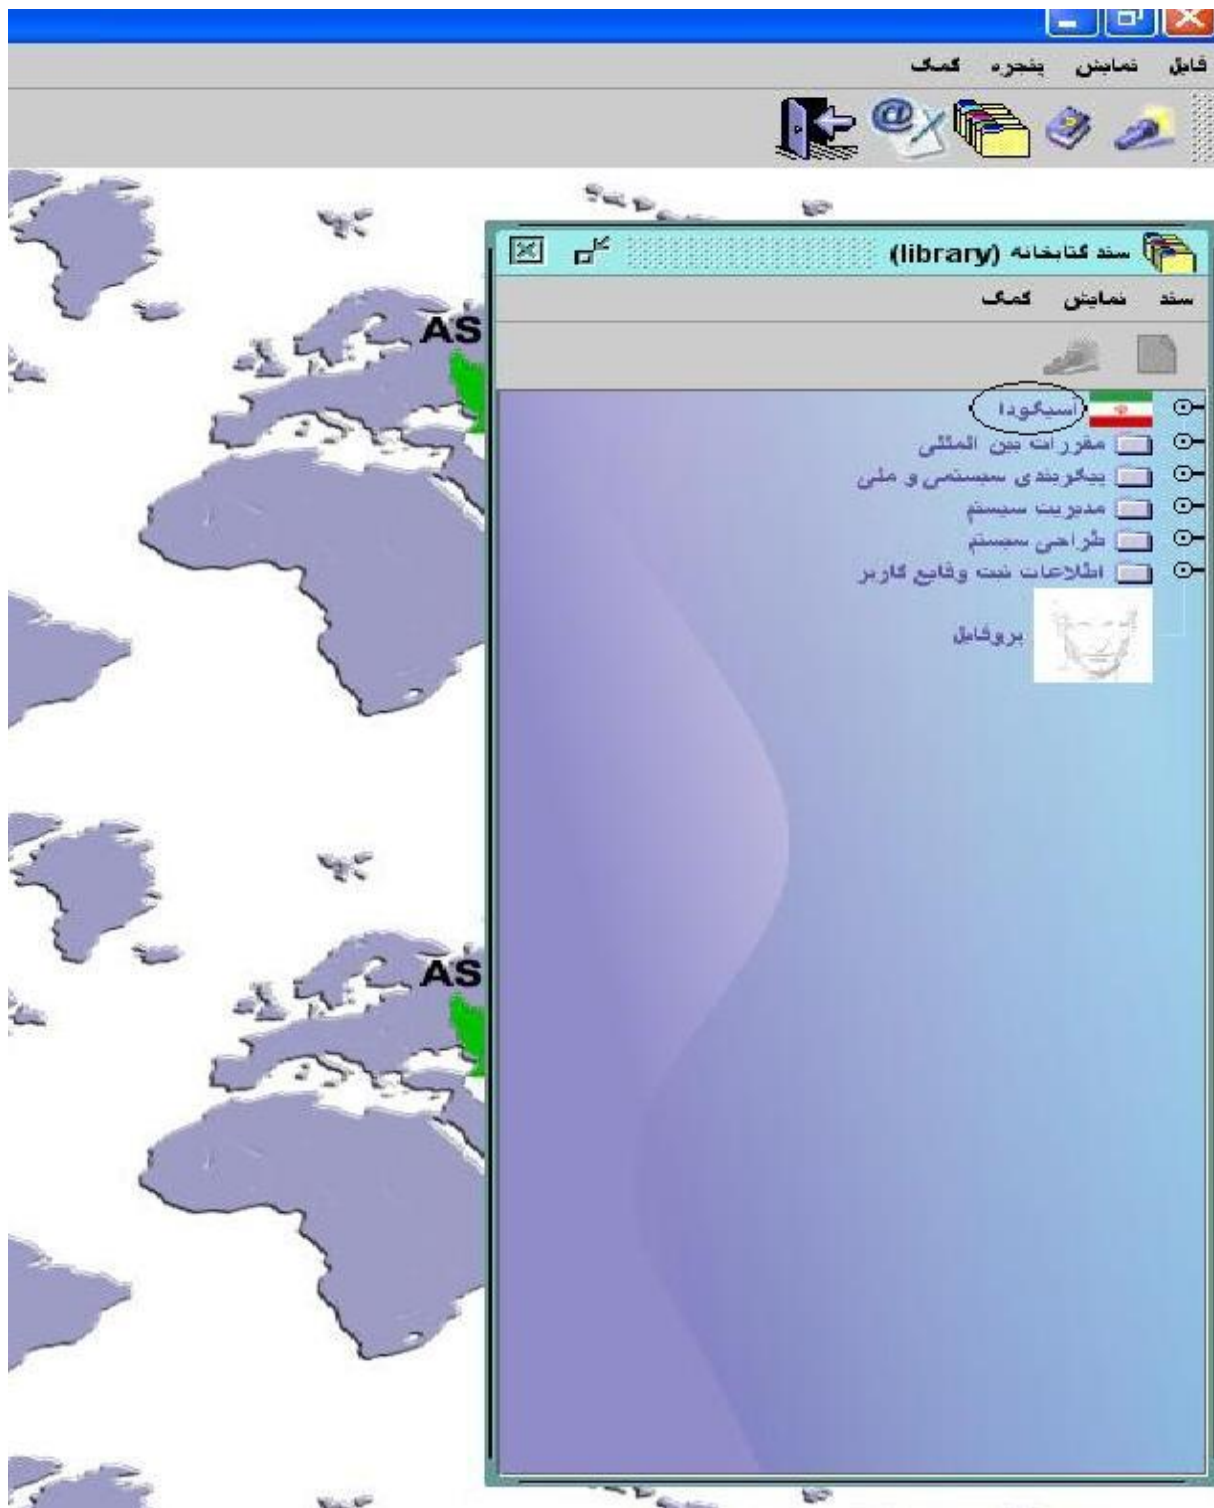 فایل نمایش پنجره کمک
سند کتابخانه (library)
سند نمایش کمک
آسیکودا
مقررات بین المللی
پیکربندی سیستمی و ملی
مدیریت سیستم
طراحی سیستم
اطلاعات ثبت وقایع کاربر
پروفایل
AS
AS